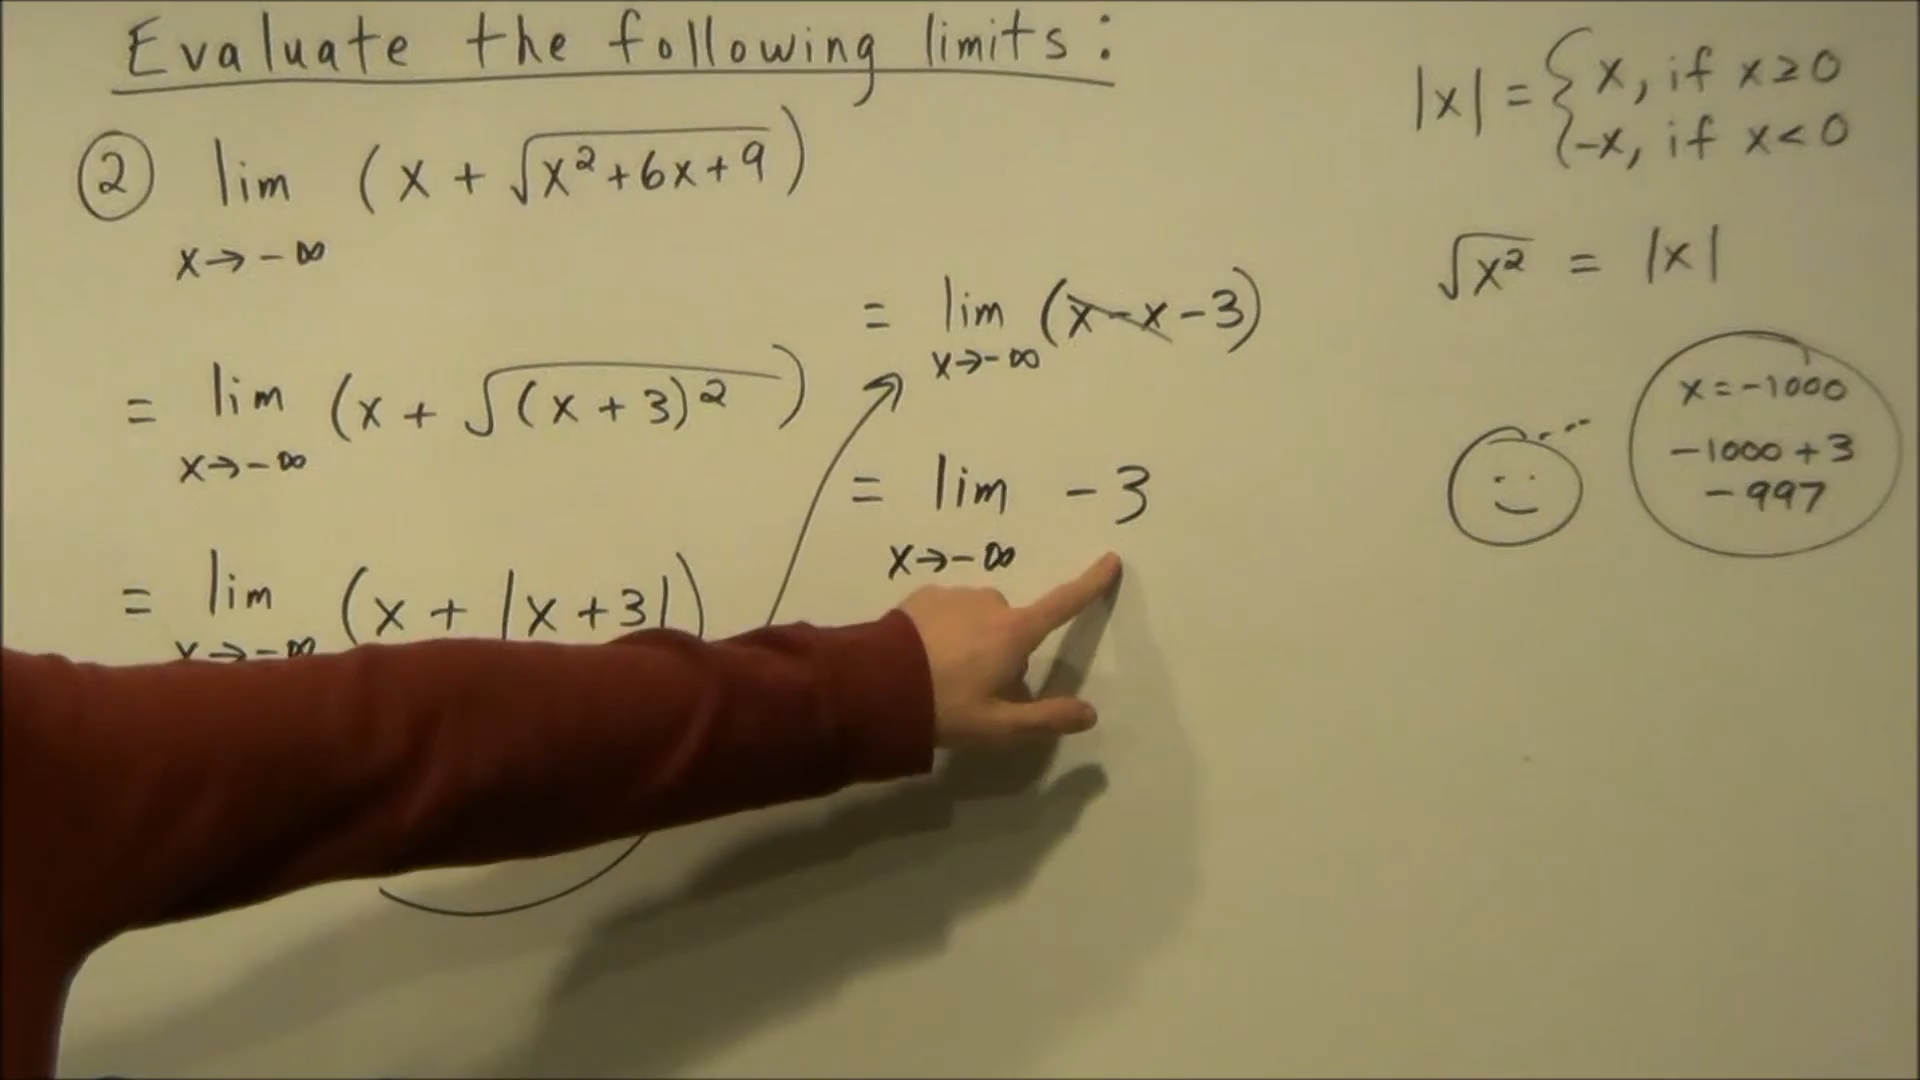 Evaluate the following limits:
② lim (x + √(x²+6x+9))
x→-∞
= lim (x + √((x+3)²))
x→-∞
= lim (x + |x+3|)
x→-∞
= lim (x-x-3)
x→-∞
= lim -3
x→-∞
|x| = { x, if x≥0
-x, if x<0
√x² = |x|
x=-1000
-1000+3
-997